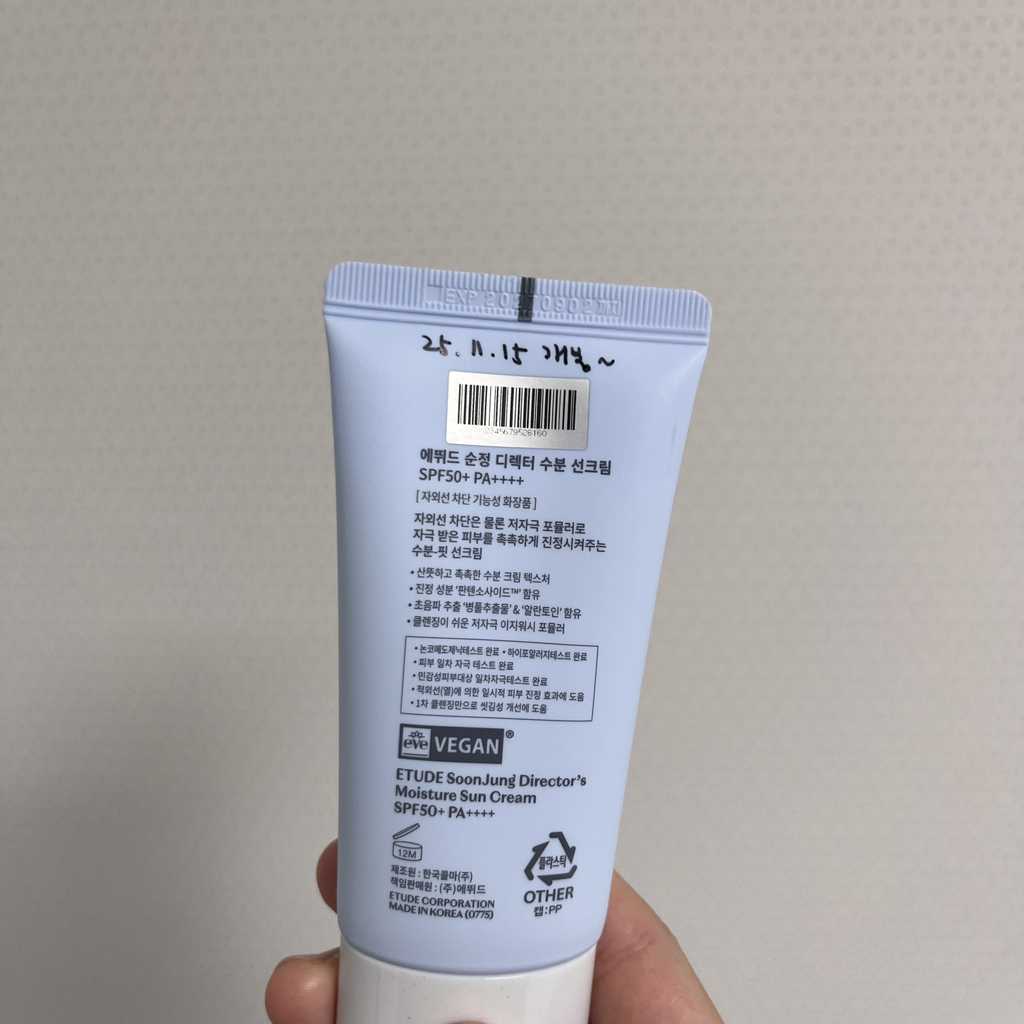 EXP 20270902까지
25. 11. 15 개봉~
에뛰드 순정 디렉터 수분 선크림
SPF50+ PA++++
[ 자외선 차단 기능성 화장품 ]
자외선 차단은 물론 저자극 포뮬러로
자극 받은 피부를 촉촉하게 진정시켜주는
수분-핏 선크림
• 산뜻하고 촉촉한 수분 크림 텍스처
• 진정 성분 '판텐소사이드™' 함유
• 초음파 추출 '병풀추출물' & '알란토인' 함유
• 클렌징이 쉬운 저자극 이지워시 포뮬러
• 논코메도제닉테스트 완료 • 하이포알러지테스트 완료
• 피부 일차 자극 테스트 완료
• 민감성피부대상 일차자극테스트 완료
• 적외선(열)에 의한 일시적 피부 진정 효과에 도움
• 1차 클렌징만으로 씻김성 개선에 도움
eve VEGAN®
ETUDE SoonJung Director's
Moisture Sun Cream
SPF50+ PA++++
12M
제조원 : 한국콜마(주)
책임판매원 : (주)에뛰드
ETUDE CORPORATION
MADE IN KOREA (0775)
플라스틱
OTHER
캡:PP